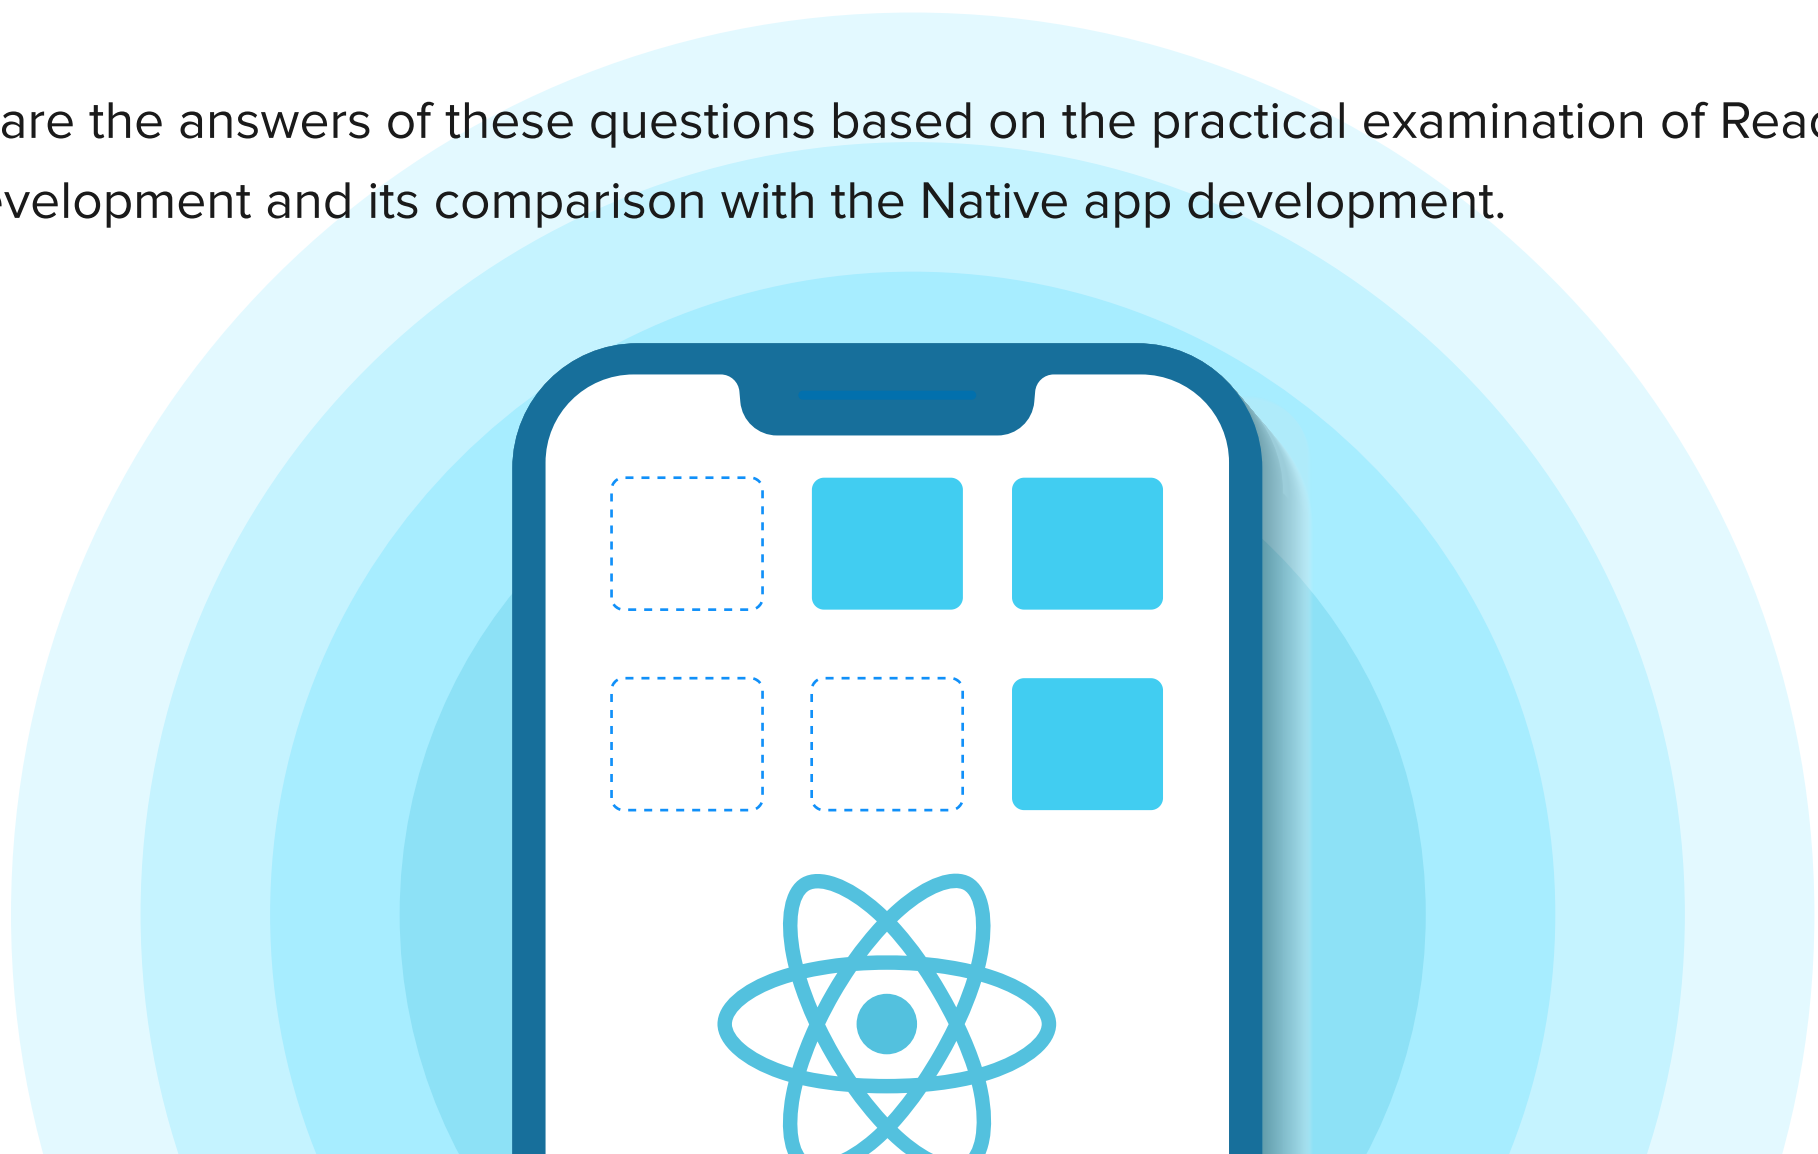 are the answers of these questions based on the practical examination of
and its comparison with the Native app development.